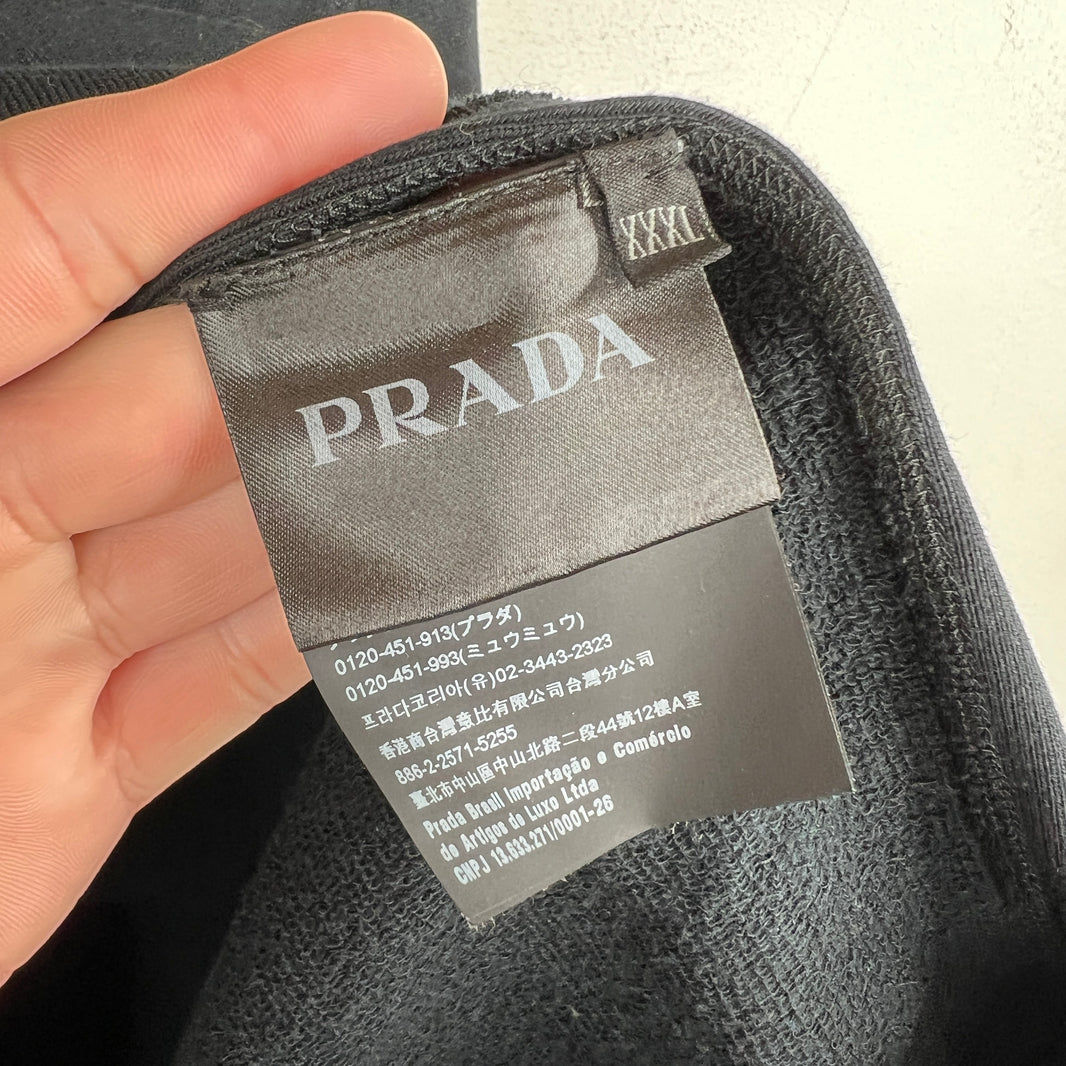 XXXL
PRADA
0120-451-913(プラダ)
0120-451-993(ミュウミュウ)
프라다코리아(유)02-3443-2323
香港商台灣意比有限公司台灣分公司
886-2-2571-5255
臺北市中山區中山北路二段44號12樓A室
Prada Brasil Importação e Comércio
de Artigos de Luxo Ltda
CNPJ 13.633.271/0001-26